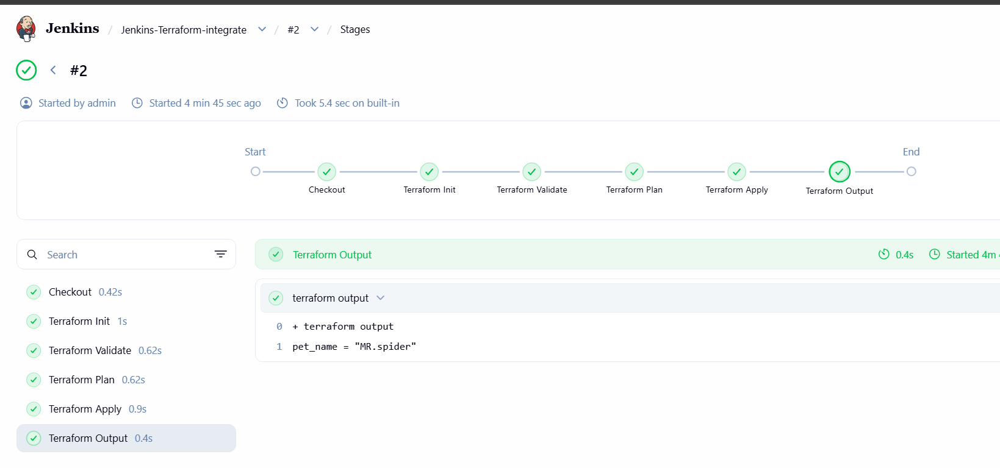 Jenkins / Jenkins-Terraform-integrate / #2 / Stages
#2
Started by admin Started 4 min 45 sec ago Took 5.4 sec on built-in
Start End
Checkout Terraform Init Terraform Validate Terraform Plan Terraform Apply Terraform Output
Search
Terraform Output 0.4s Started 4m
Checkout 0.42s
terraform output
Terraform Init 1s
0 + terraform output
Terraform Validate 0.62s
1 pet_name = "MR.spider"
Terraform Plan 0.62s
Terraform Apply 0.9s
Terraform Output 0.4s